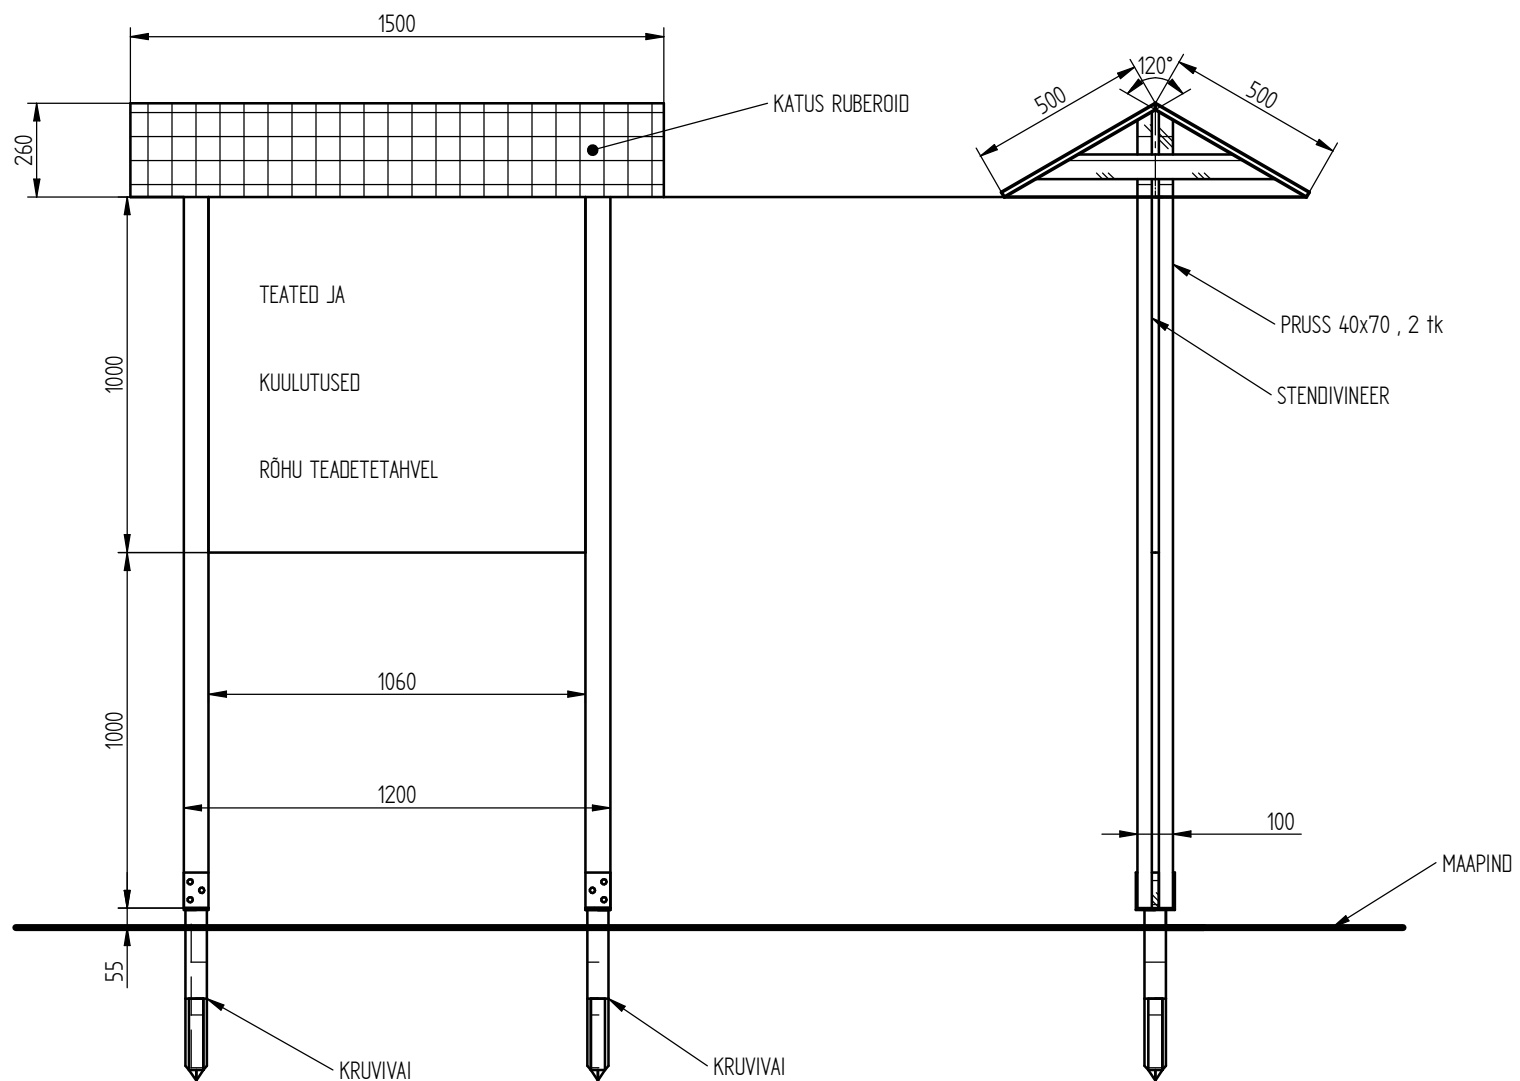 1500
120°
500
500
KATUS RUBEROID
260
TEATED JA
PRUSS 40x70 , 2 tk
1000
KUULUTUSED
STENDIVINEER
RÕHU TEADETETAHVEL
1060
1000
1200
100
MAAPIND
55
KRUVIVAI
KRUVIVAI